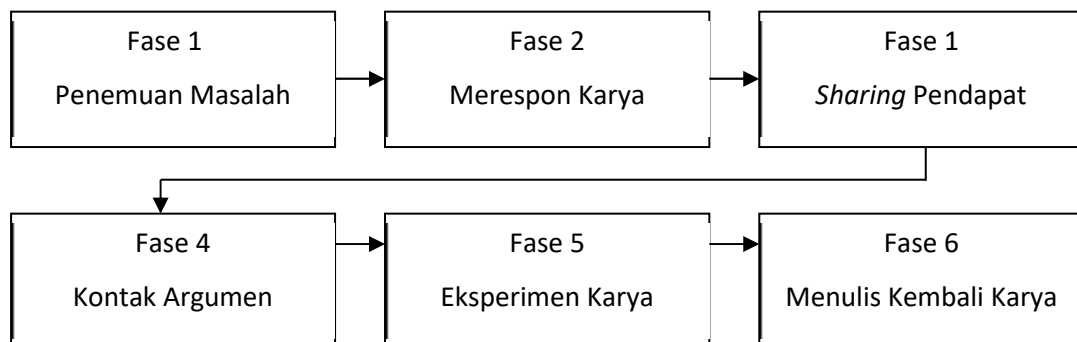 Fase 1
Penemuan Masalah
Fase 2
Merespon Karya
Fase 1
Sharing Pendapat
Fase 4
Kontak Argumen
Fase 5
Eksperimen Karya
Fase 6
Menulis Kembali Karya